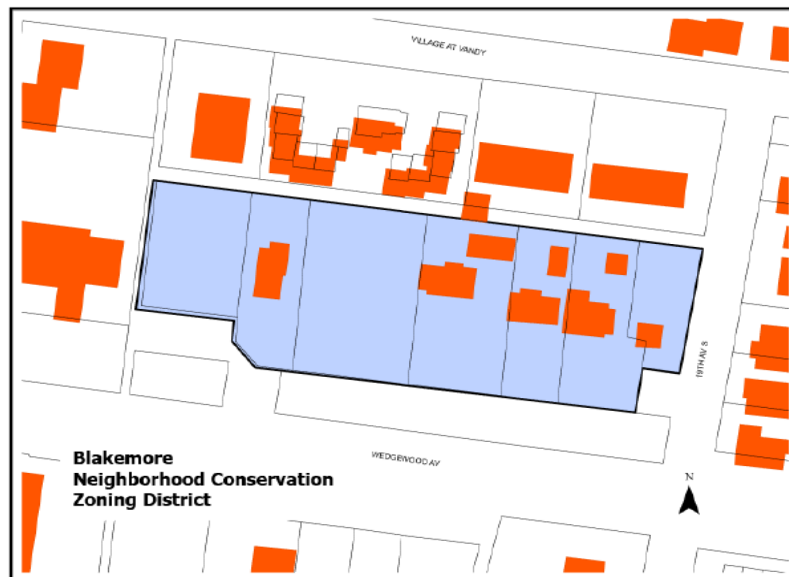 VILLAGE AT VANDY
19TH AV S
WEDGEWOOD AV
Blakemore
Neighborhood Conservation
Zoning District
N